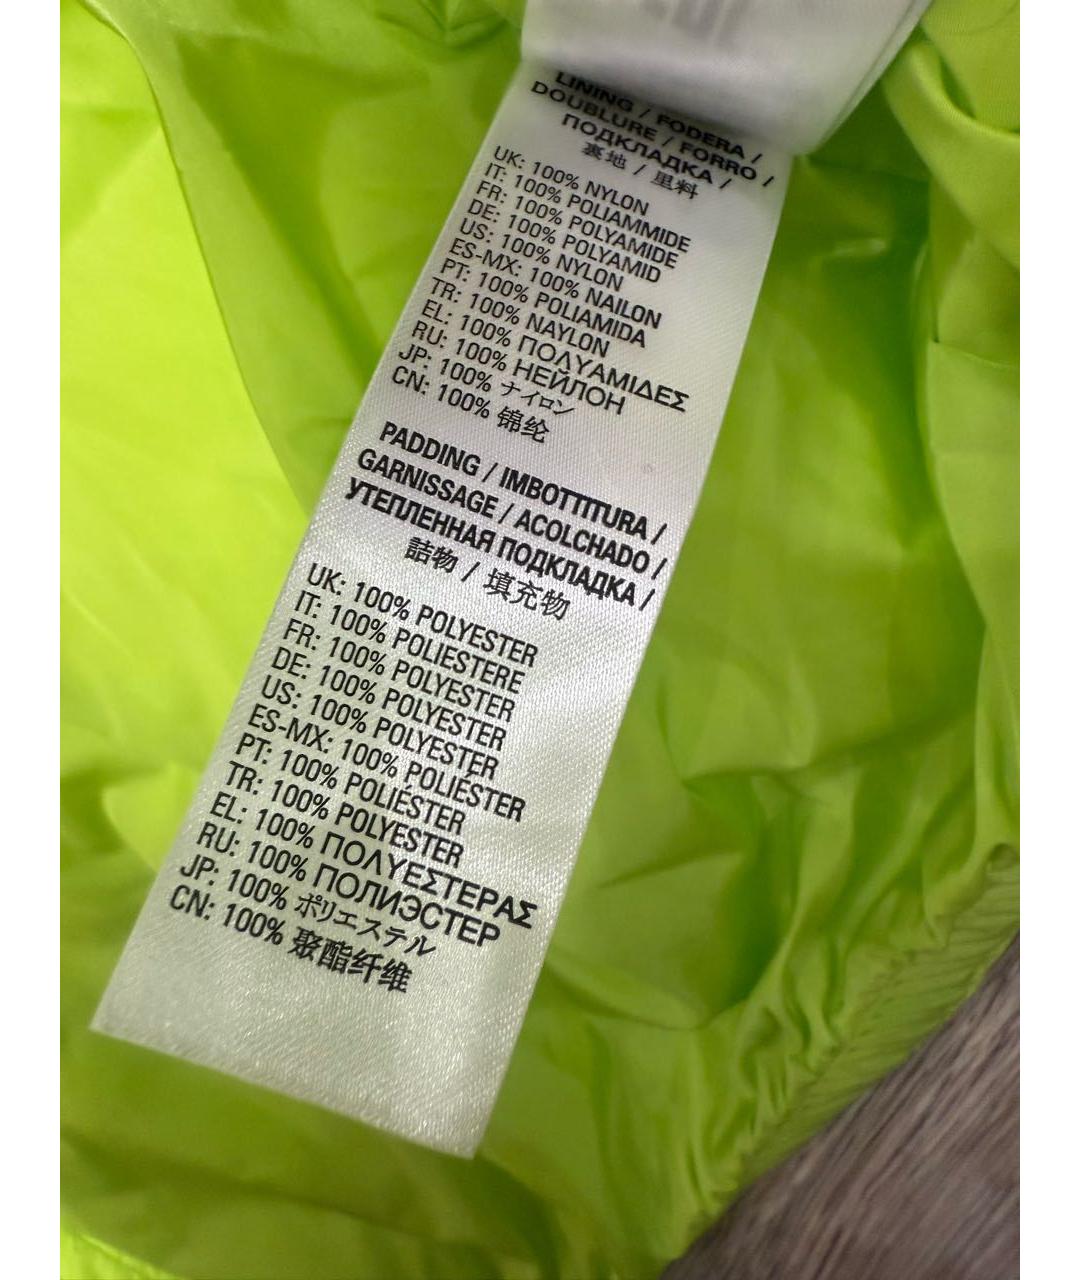 LINING / FODERA /
DOUBLURE / FORRO /
ПОДКЛАДКА /
裏地 / 里料
UK: 100% NYLON
IT: 100% POLIAMMIDE
FR: 100% POLYAMIDE
DE: 100% POLYAMID
US: 100% NYLON
ES-MX: 100% NAILON
PT: 100% POLIAMIDA
TR: 100% NAYLON
EL: 100% ΠΟΛΥΑΜΙΔΕΣ
RU: 100% НЕЙЛОН
JP: 100% ナイロン
CN: 100% 锦纶
PADDING / IMBOTTITURA /
GARNISSAGE / ACOLCHADO /
УТЕПЛЕННАЯ ПОДКЛАДКА /
詰物 / 填充物
UK: 100% POLYESTER
IT: 100% POLIESTERE
FR: 100% POLYESTER
DE: 100% POLYESTER
US: 100% POLYESTER
ES-MX: 100% POLIÉSTER
PT: 100% POLIÉSTER
TR: 100% POLYESTER
EL: 100% ΠΟΛΥΕΣΤΕΡΑΣ
RU: 100% ПОЛИЭСТЕР
JP: 100% ポリエステル
CN: 100% 聚酯纤维